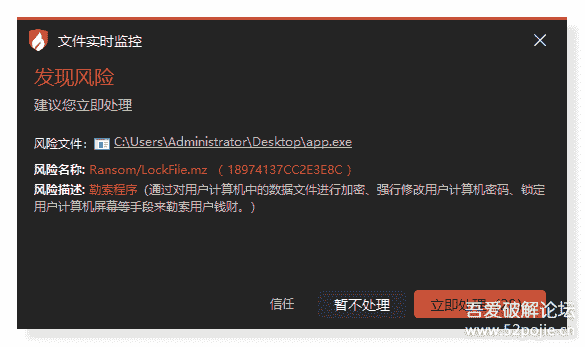 文件实时监控
发现风险
建议您立即处理
风险文件： C:\Users\Administrator\Desktop\app.exe
风险名称: Ransom/LockFile.mz （ 18974137CC2E3E8C ）
风险描述: 勒索程序（通过对用户计算机中的数据文件进行加密、强行修改用户计算机密码、锁定
用户计算机屏幕等手段来勒索用户钱财。）
信任 暂不处理 立即处理
吾爱破解论坛
www.52pojie.cn